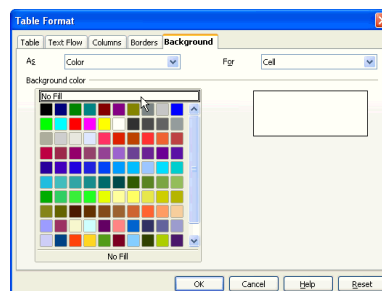 Table Format
Table Text Flow Columns Borders Background
As Color For Cell
Background color
No Fill
No Fill
OK Cancel Help Reset